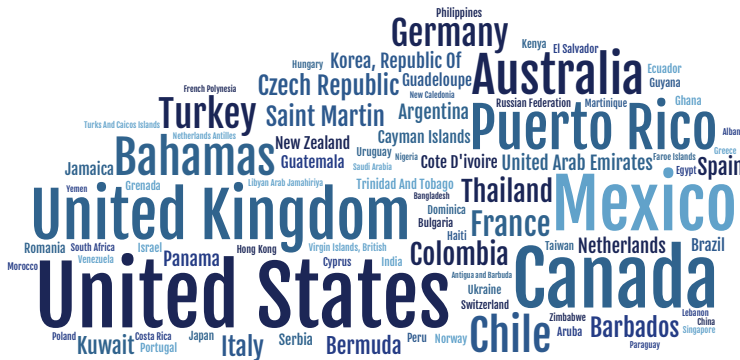 Philippines
Germany
Kenya
El Salvador
Hungary
Korea, Republic Of
Australia
Ecuador
Czech Republic
Guadeloupe
Guyana
French Polynesia
New Caledonia
Turkey
Saint Martin
Argentina
Russian Federation
Martinique
Ghana
Puerto Rico
Turks And Caicos Islands
Netherlands Antilles
New Zealand
Cayman Islands
Alban
Bahamas
Guatemala
Uruguay
Nigeria
Saudi Arabia
Cote D'ivoire
United Arab Emirates
Faroe Islands
Greece
Egypt
Spain
Jamaica
Yemen
Grenada
Libyan Arab Jamahiriya
Trinidad And Tobago
Bangladesh
Thailand
Mexico
United Kingdom
Dominica
Bulgaria
Haiti
France
Romania
South Africa
Israel
Hong Kong
Virgin Islands, British
Colombia
Taiwan
Netherlands
Brazil
Morocco
Venezuela
Panama
Cyprus
India
United States
Antigua and Barbuda
Canada
Ukraine
Switzerland
Zimbabwe
Lebanon
China
Singapore
Poland
Kuwait
Costa Rica
Portugal
Japan
Italy
Serbia
Bermuda
Peru
Norway
Chile
Aruba
Barbados
Paraguay